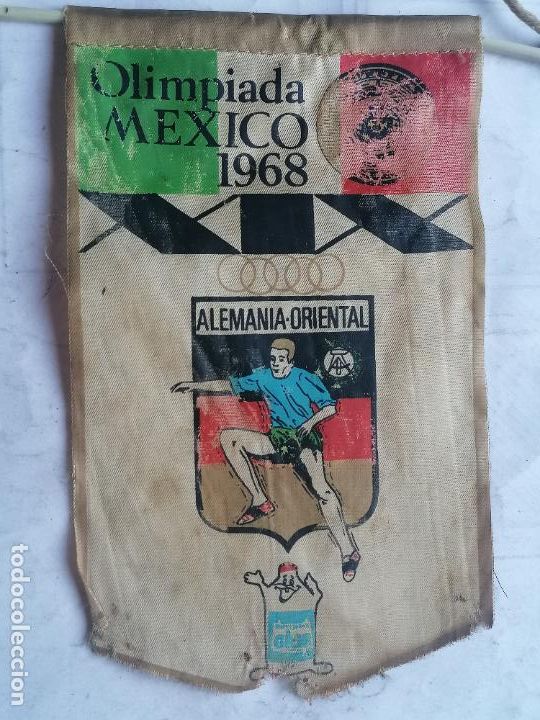 Olimpiada
MEXICO
1968
ALEMANIA-ORIENTAL
todocoleccion